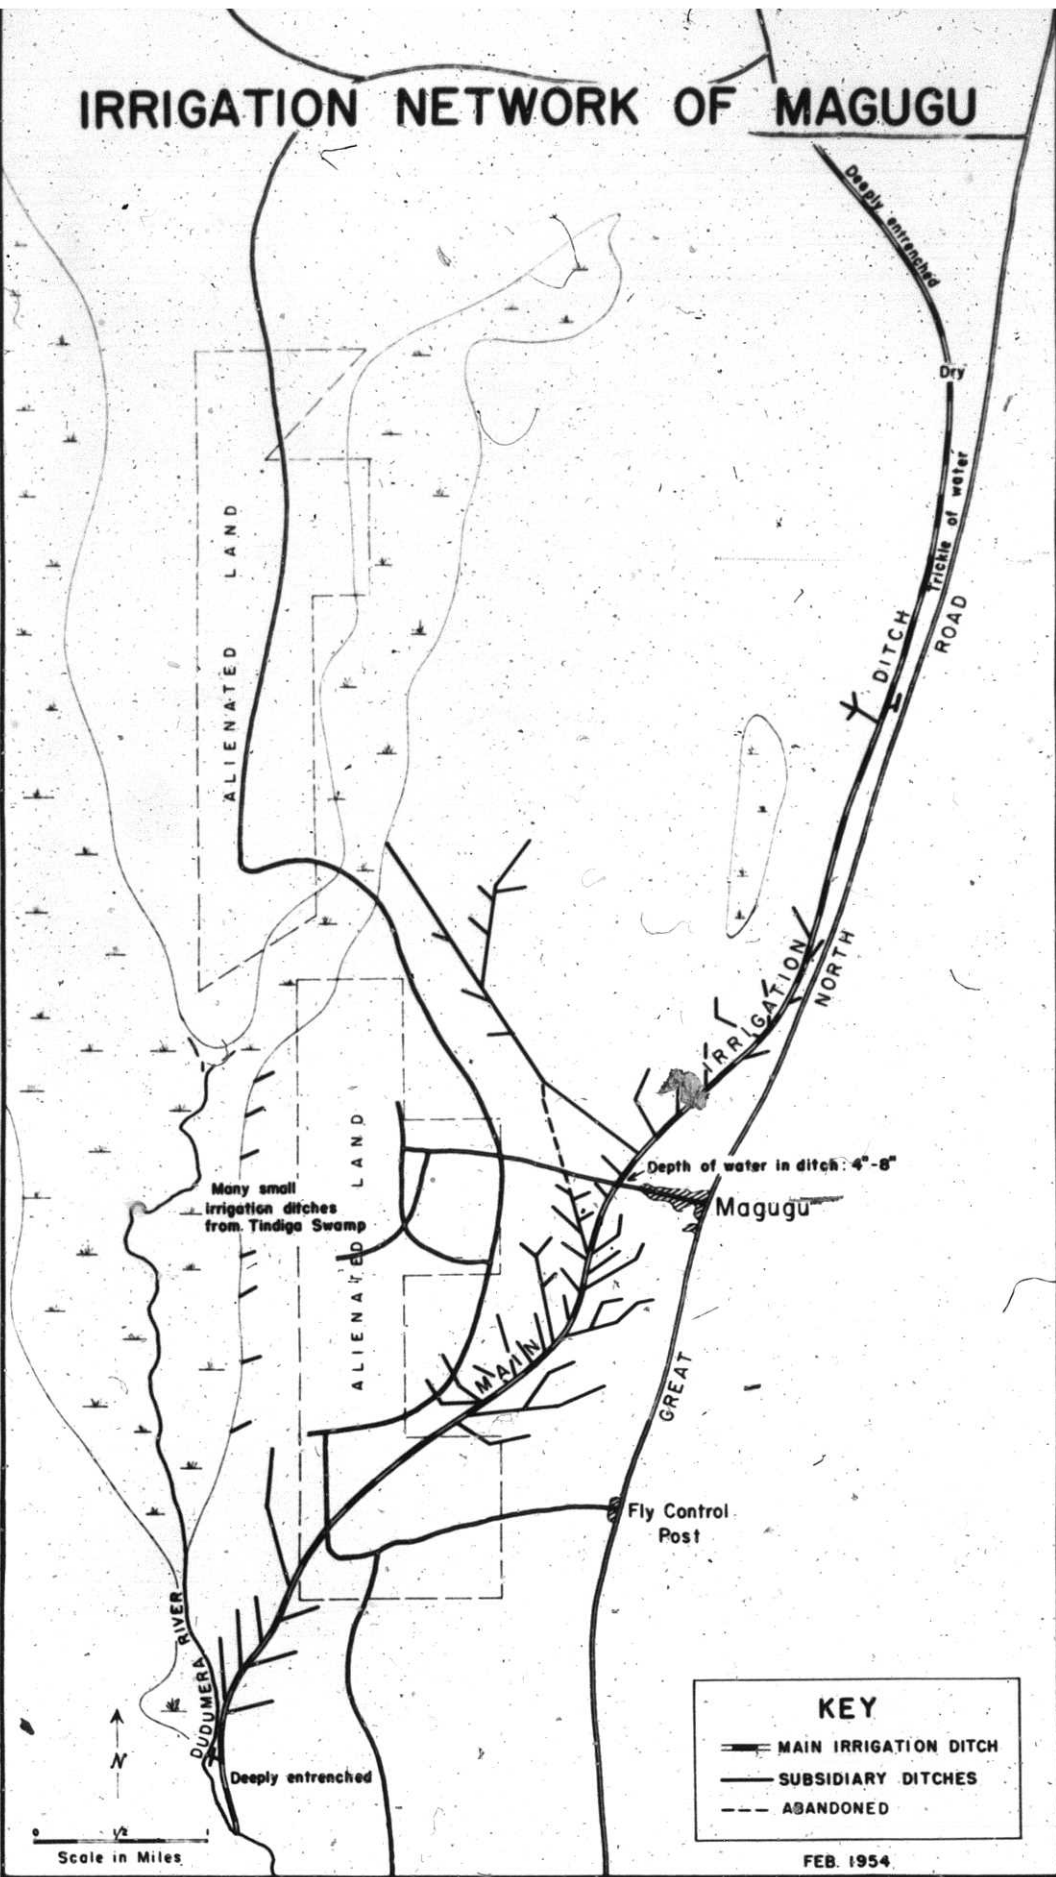 IRRIGATION NETWORK OF MAGUGU
Deeply entrenched
Dry
Trickle of water
ALIENATED LAND
MAIN IRRIGATION DITCH
GREAT NORTH ROAD
Depth of water in ditch: 4"-8"
Magugu
Many small
irrigation ditches
from Tindiga Swamp
ALIENATED LAND
Fly Control
Post
DUDUMERA RIVER
Deeply entrenched
N
0 1/2 1
Scale in Miles
KEY
MAIN IRRIGATION DITCH
SUBSIDIARY DITCHES
ABANDONED
FEB. 1954